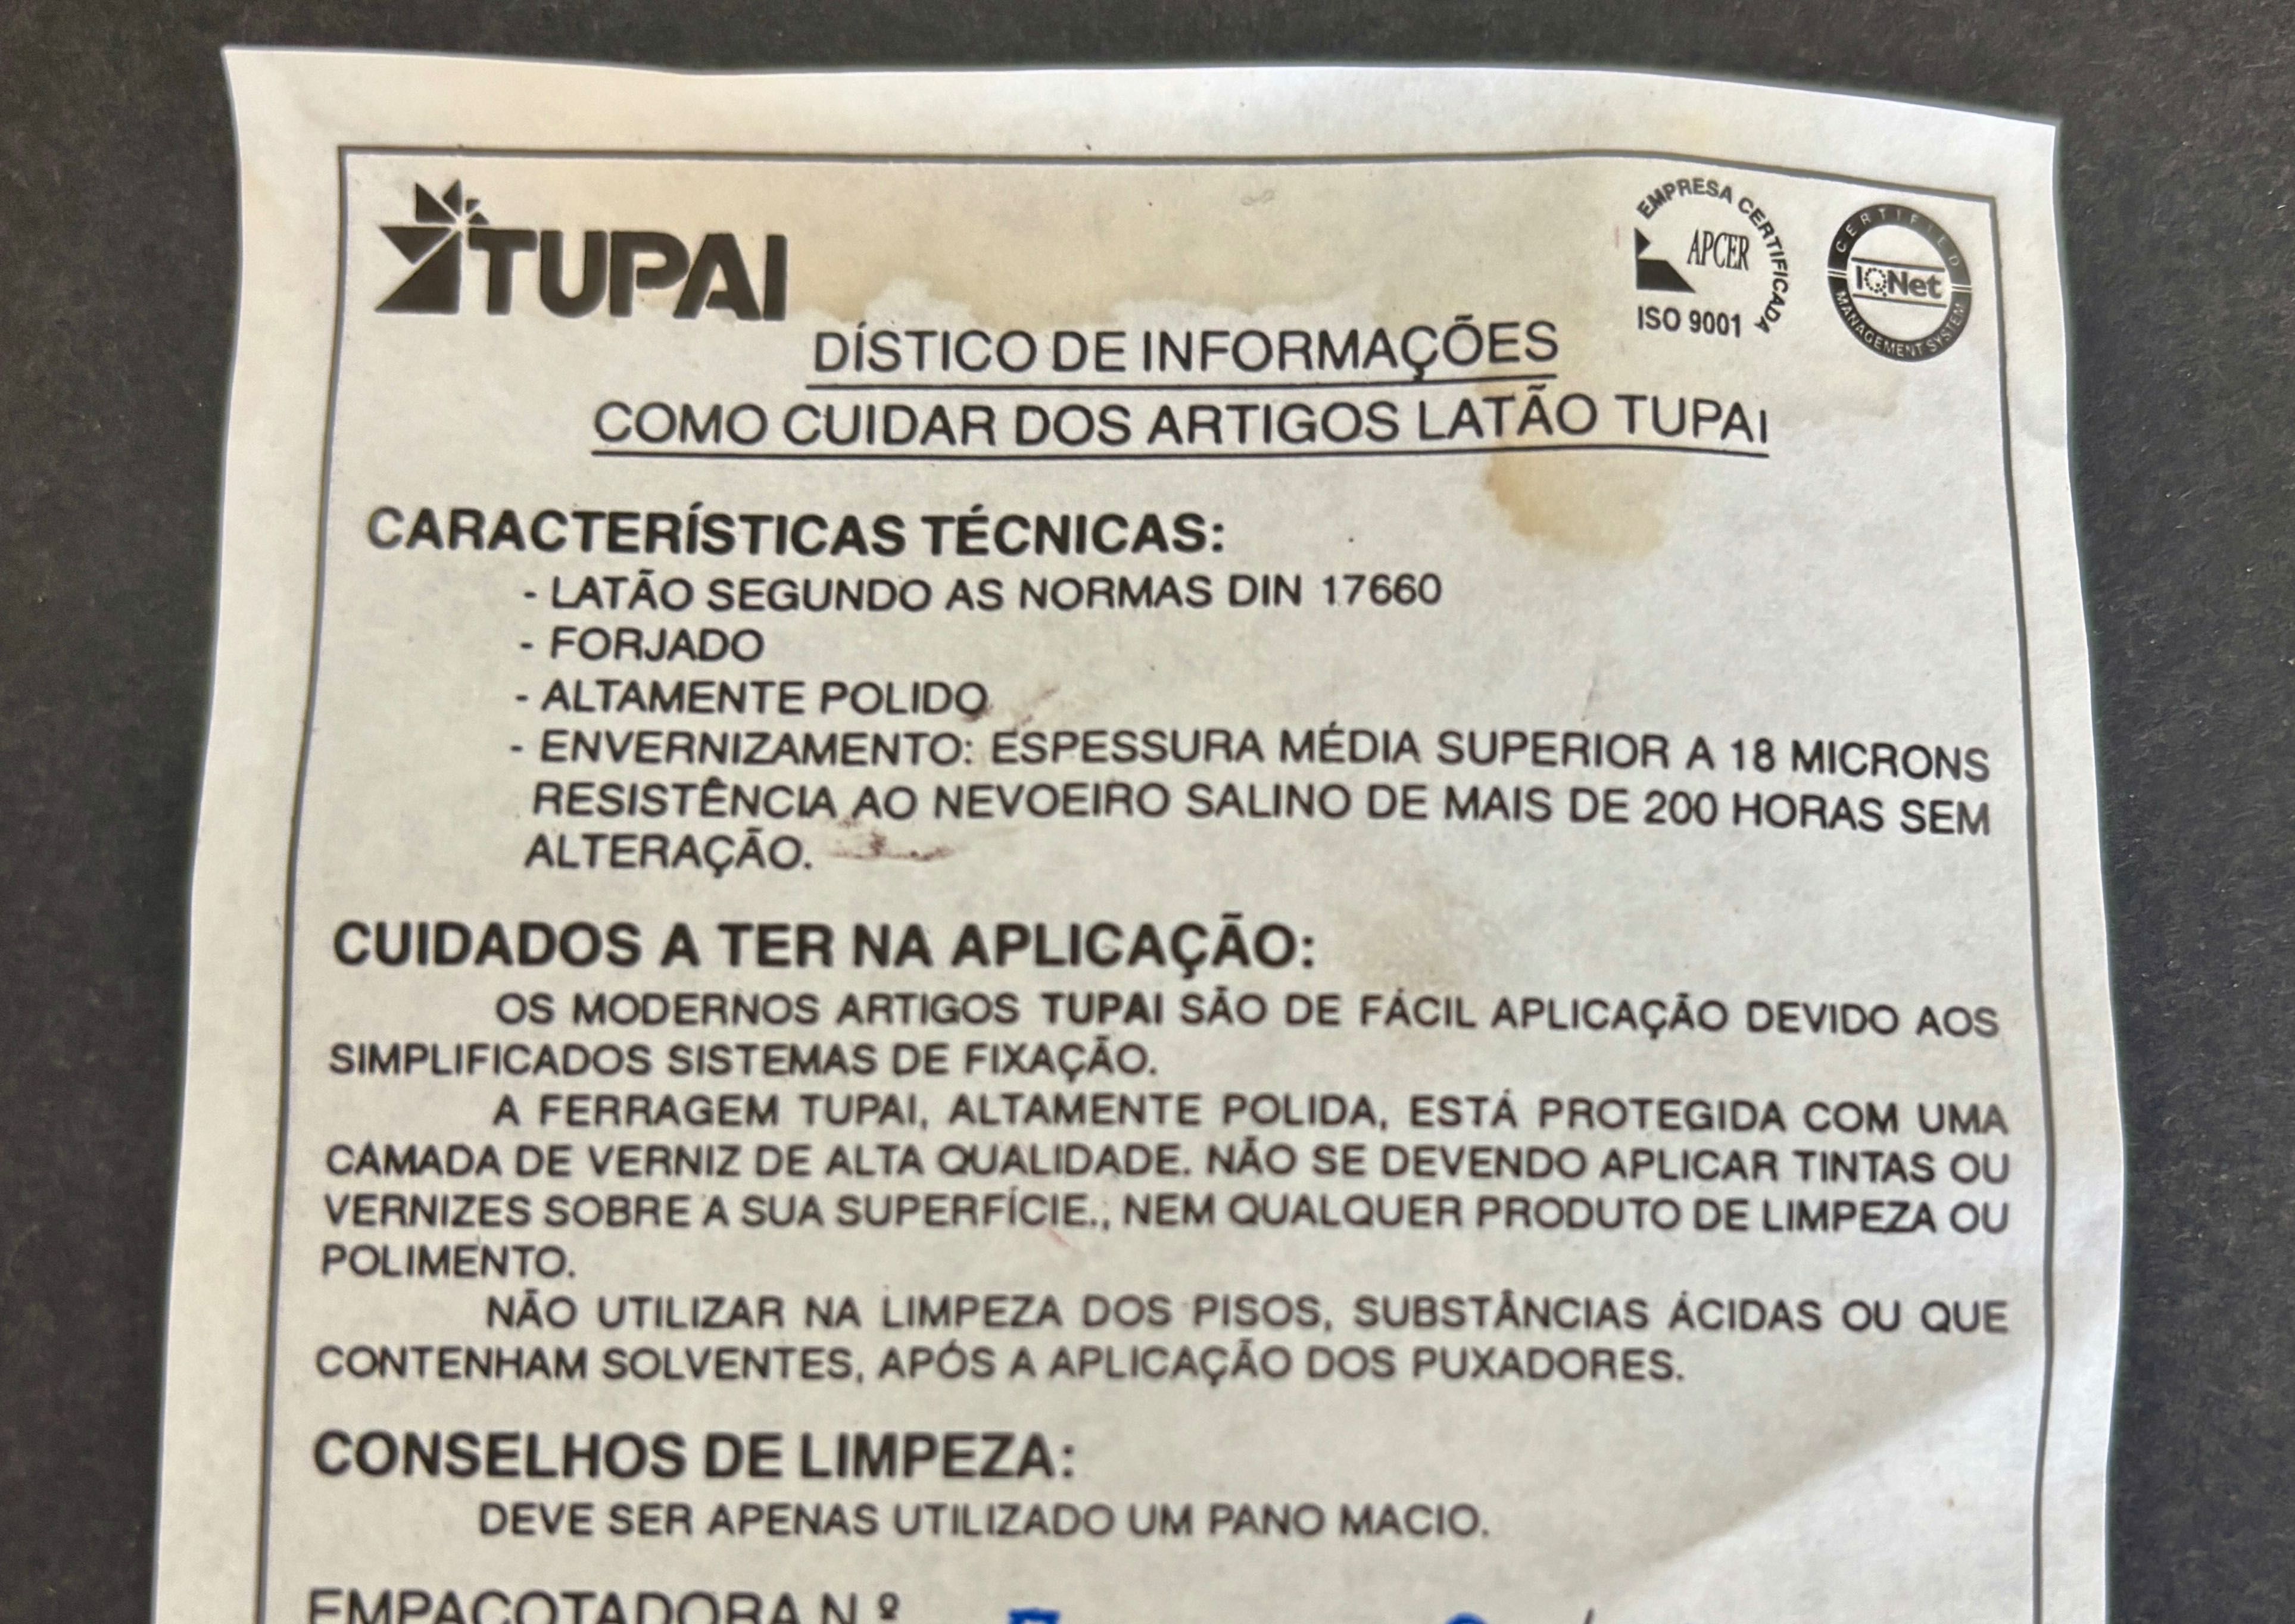 TUPAI
EMPRESA CERTIFICADA
APCER
ISO 9001
CERTIFIED
IQNet
MANAGEMENT SYSTEM
DÍSTICO DE INFORMAÇÕES
COMO CUIDAR DOS ARTIGOS LATÃO TUPAI
CARACTERÍSTICAS TÉCNICAS:
- LATÃO SEGUNDO AS NORMAS DIN 17660
- FORJADO
- ALTAMENTE POLIDO
- ENVERNIZAMENTO: ESPESSURA MÉDIA SUPERIOR A 18 MICRONS
RESISTÊNCIA AO NEVOEIRO SALINO DE MAIS DE 200 HORAS SEM
ALTERAÇÃO.
CUIDADOS A TER NA APLICAÇÃO:
OS MODERNOS ARTIGOS TUPAI SÃO DE FÁCIL APLICAÇÃO DEVIDO AOS
SIMPLIFICADOS SISTEMAS DE FIXAÇÃO.
A FERRAGEM TUPAI, ALTAMENTE POLIDA, ESTÁ PROTEGIDA COM UMA
CAMADA DE VERNIZ DE ALTA QUALIDADE. NÃO SE DEVENDO APLICAR TINTAS OU
VERNIZES SOBRE A SUA SUPERFÍCIE., NEM QUALQUER PRODUTO DE LIMPEZA OU
POLIMENTO.
NÃO UTILIZAR NA LIMPEZA DOS PISOS, SUBSTÂNCIAS ÁCIDAS OU QUE
CONTENHAM SOLVENTES, APÓS A APLICAÇÃO DOS PUXADORES.
CONSELHOS DE LIMPEZA:
DEVE SER APENAS UTILIZADO UM PANO MACIO.
EMPACOTADORA N.º